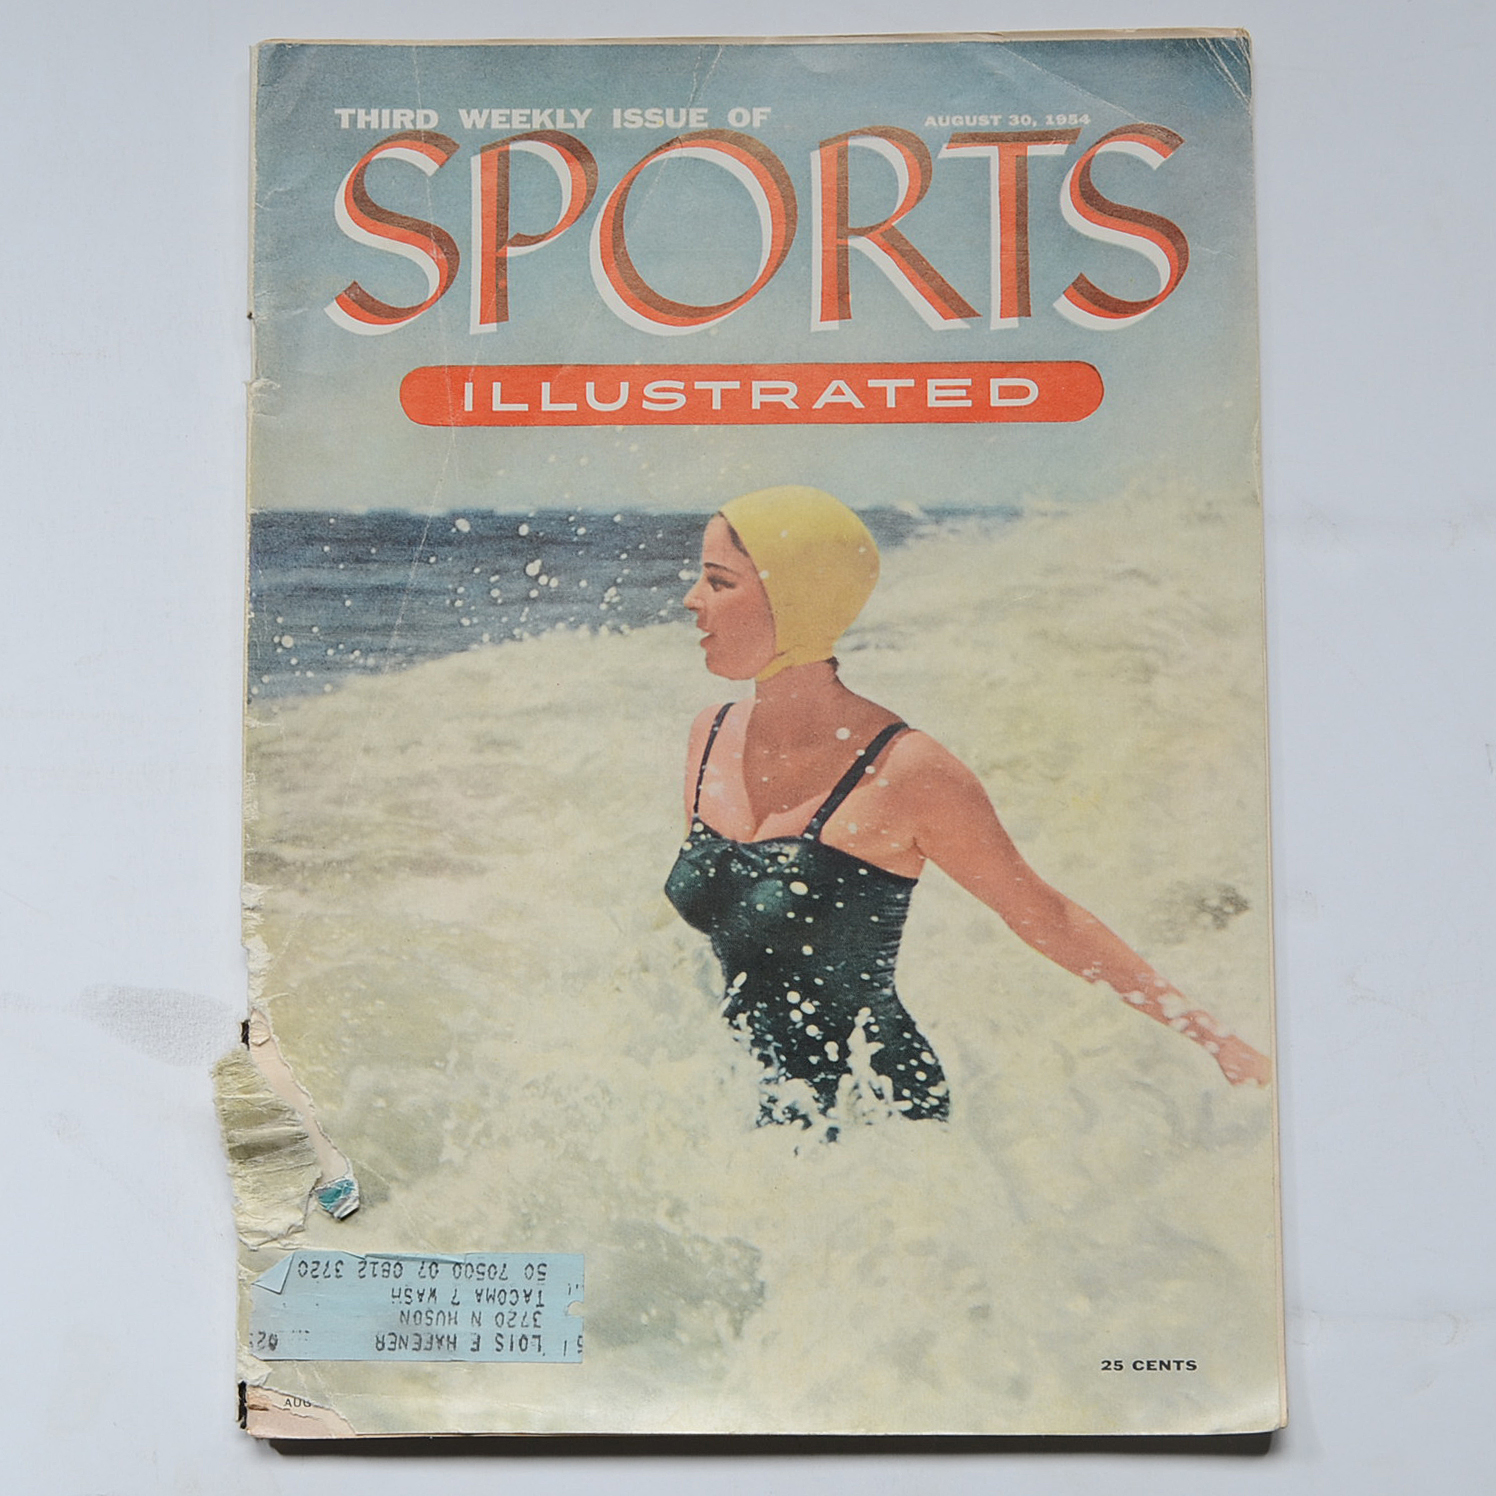 THIRD WEEKLY ISSUE OF
AUGUST 30, 1954
SPORTS
ILLUSTRATED
LOIS E HAFENER
3720 N HUSON
TACOMA 7 WASH
50 70500 07 0812 3720
25 CENTS
AUG